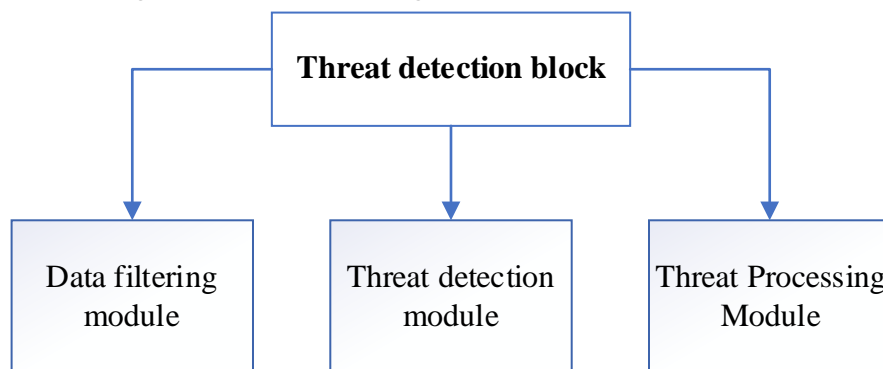 Threat detection block
Data filtering
module
Threat detection
module
Threat Processing
Module